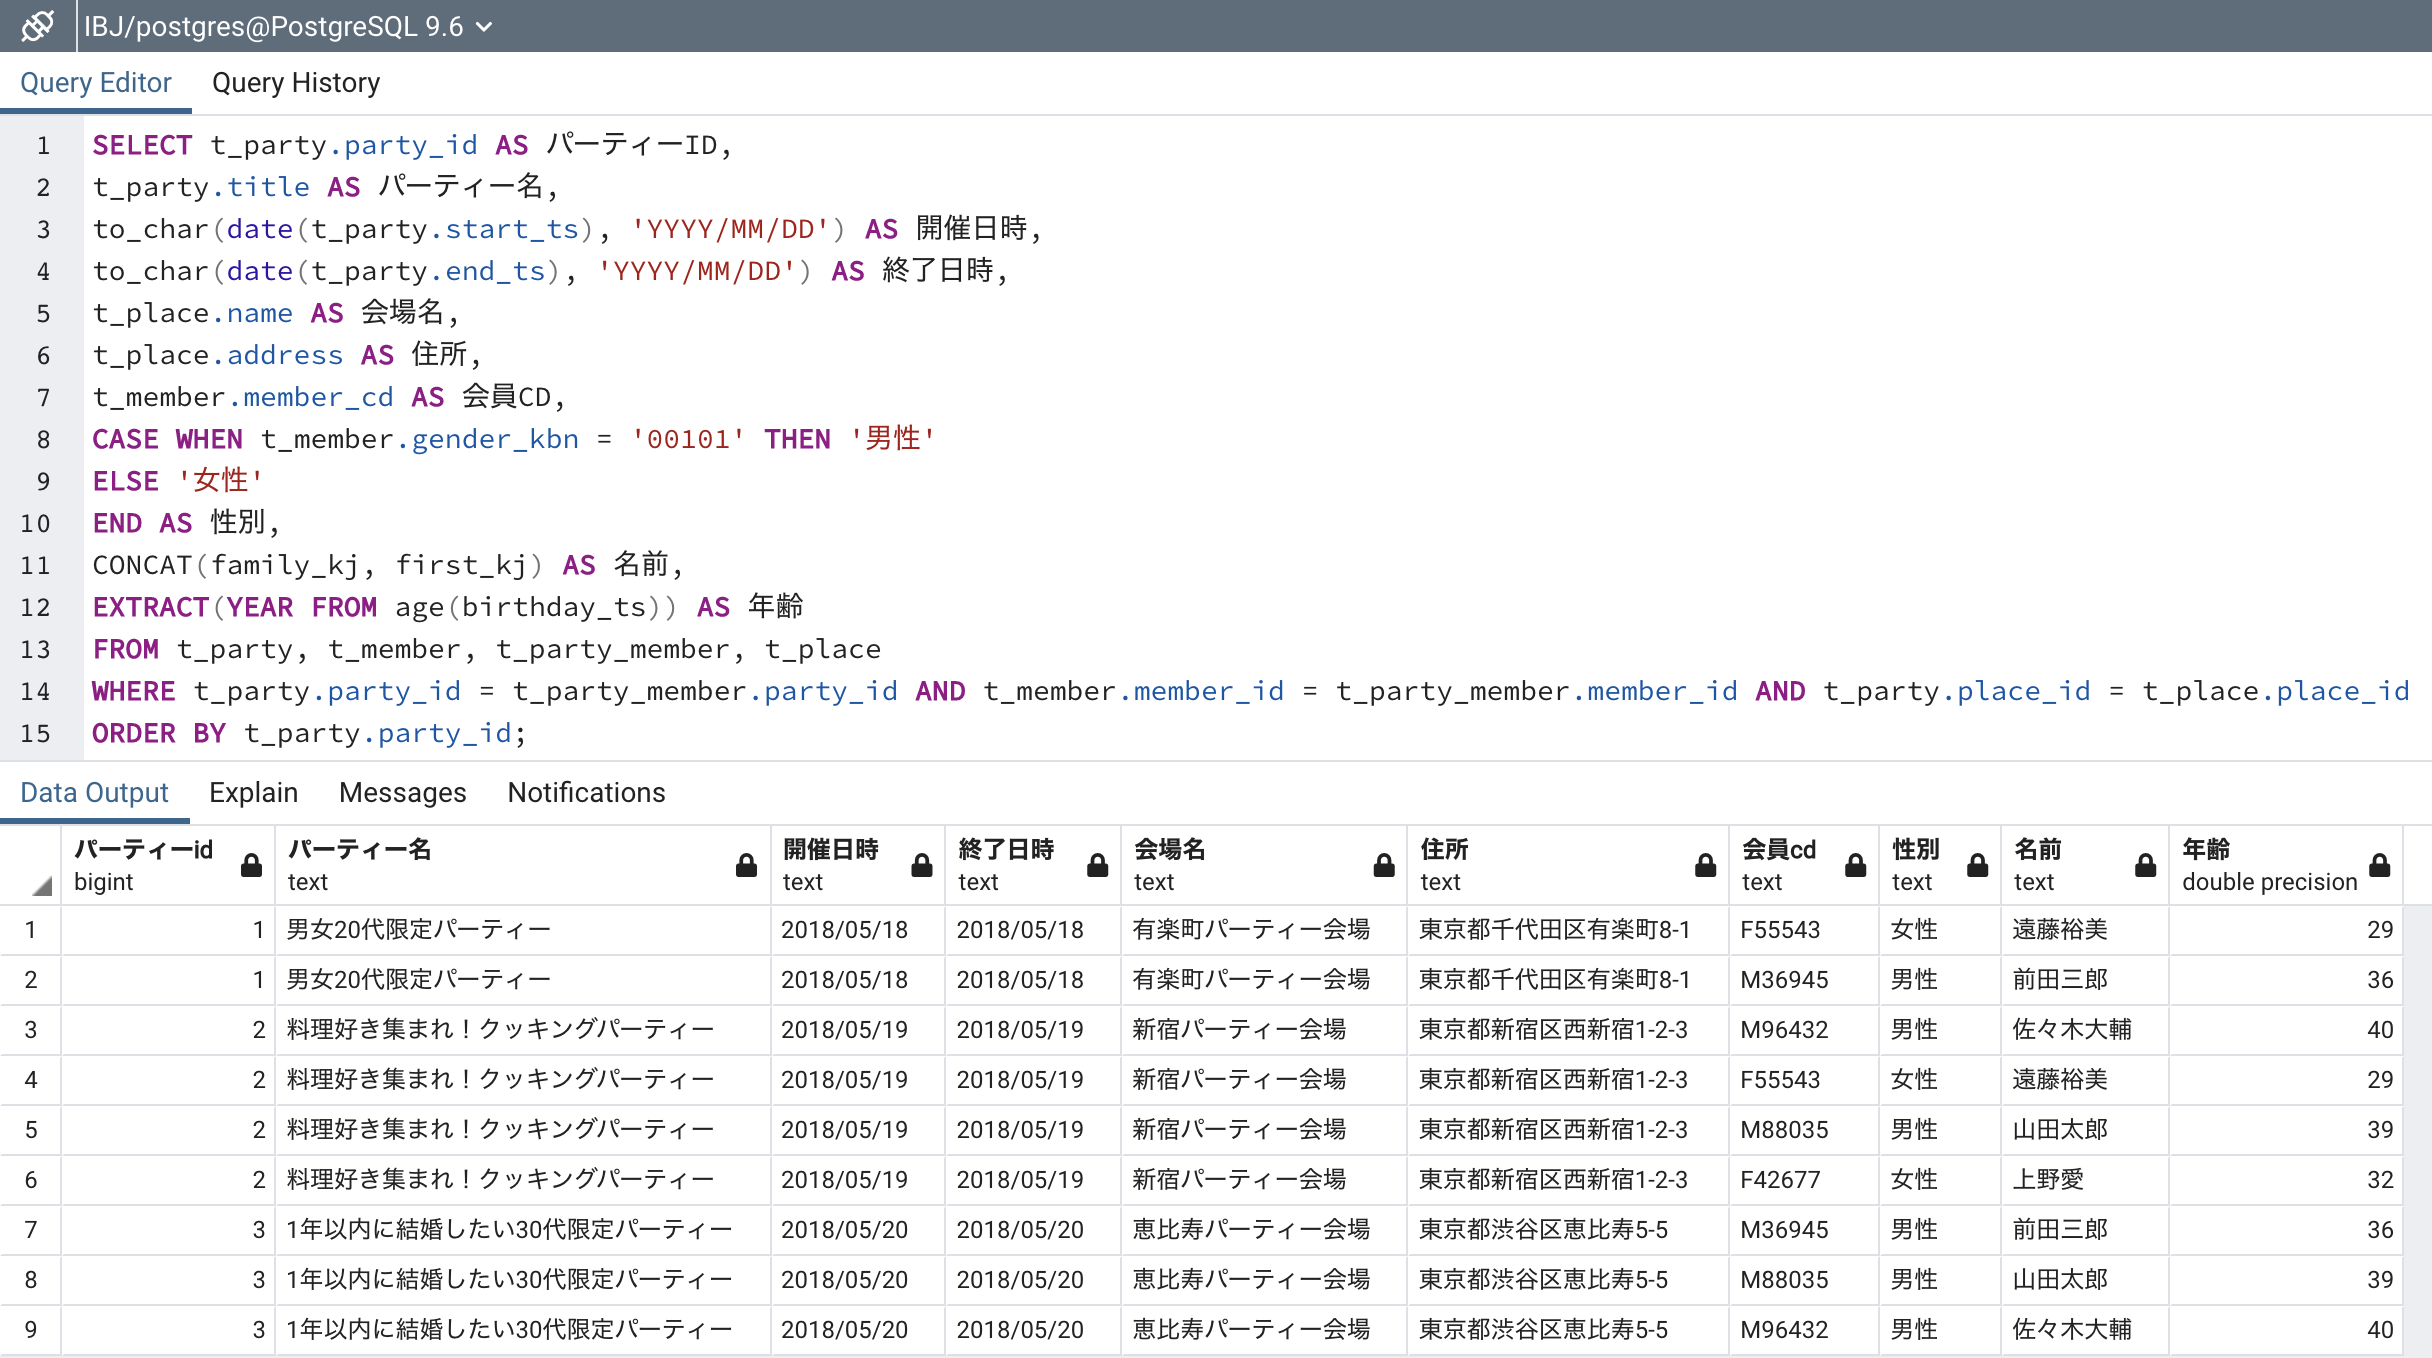 IBJ/postgres@PostgreSQL 9.6
Query Editor Query History
1 SELECT t_party.party_id AS パーティーID,
2 t_party.title AS パーティー名,
3 to_char(date(t_party.start_ts), 'YYYY/MM/DD') AS 開催日時,
4 to_char(date(t_party.end_ts), 'YYYY/MM/DD') AS 終了日時,
5 t_place.name AS 会場名,
6 t_place.address AS 住所,
7 t_member.member_cd AS 会員CD,
8 CASE WHEN t_member.gender_kbn = '00101' THEN '男性'
9 ELSE '女性'
10 END AS 性別,
11 CONCAT(family_kj, first_kj) AS 名前,
12 EXTRACT(YEAR FROM age(birthday_ts)) AS 年齢
13 FROM t_party, t_member, t_party_member, t_place
14 WHERE t_party.party_id = t_party_member.party_id AND t_member.member_id = t_party_member.member_id AND t_party.place_id = t_place.place_id
15 ORDER BY t_party.party_id;
Data Output Explain Messages Notifications
パーティーid パーティー名 開催日時 終了日時 会場名 住所 会員cd 性別 名前 年齢
bigint text text text text text text text text double precision
1 1 男女20代限定パーティー 2018/05/18 2018/05/18 有楽町パーティー会場 東京都千代田区有楽町8-1 F55543 女性 遠藤裕美 29
2 1 男女20代限定パーティー 2018/05/18 2018/05/18 有楽町パーティー会場 東京都千代田区有楽町8-1 M36945 男性 前田三郎 36
3 2 料理好き集まれ！クッキングパーティー 2018/05/19 2018/05/19 新宿パーティー会場 東京都新宿区西新宿1-2-3 M96432 男性 佐々木大輔 40
4 2 料理好き集まれ！クッキングパーティー 2018/05/19 2018/05/19 新宿パーティー会場 東京都新宿区西新宿1-2-3 F55543 女性 遠藤裕美 29
5 2 料理好き集まれ！クッキングパーティー 2018/05/19 2018/05/19 新宿パーティー会場 東京都新宿区西新宿1-2-3 M88035 男性 山田太郎 39
6 2 料理好き集まれ！クッキングパーティー 2018/05/19 2018/05/19 新宿パーティー会場 東京都新宿区西新宿1-2-3 F42677 女性 上野愛 32
7 3 1年以内に結婚したい30代限定パーティー 2018/05/20 2018/05/20 恵比寿パーティー会場 東京都渋谷区恵比寿5-5 M36945 男性 前田三郎 36
8 3 1年以内に結婚したい30代限定パーティー 2018/05/20 2018/05/20 恵比寿パーティー会場 東京都渋谷区恵比寿5-5 M88035 男性 山田太郎 39
9 3 1年以内に結婚したい30代限定パーティー 2018/05/20 2018/05/20 恵比寿パーティー会場 東京都渋谷区恵比寿5-5 M96432 男性 佐々木大輔 40